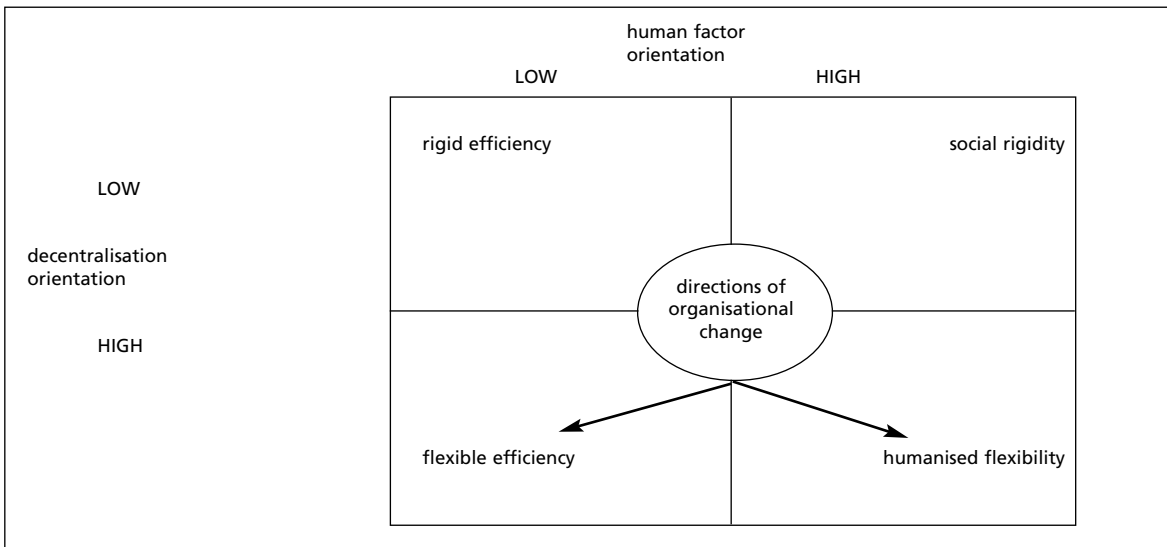 human factor
orientation
LOW HIGH
rigid efficiency social rigidity
LOW
decentralisation
orientation
directions of
organisational
change
HIGH
flexible efficiency humanised flexibility